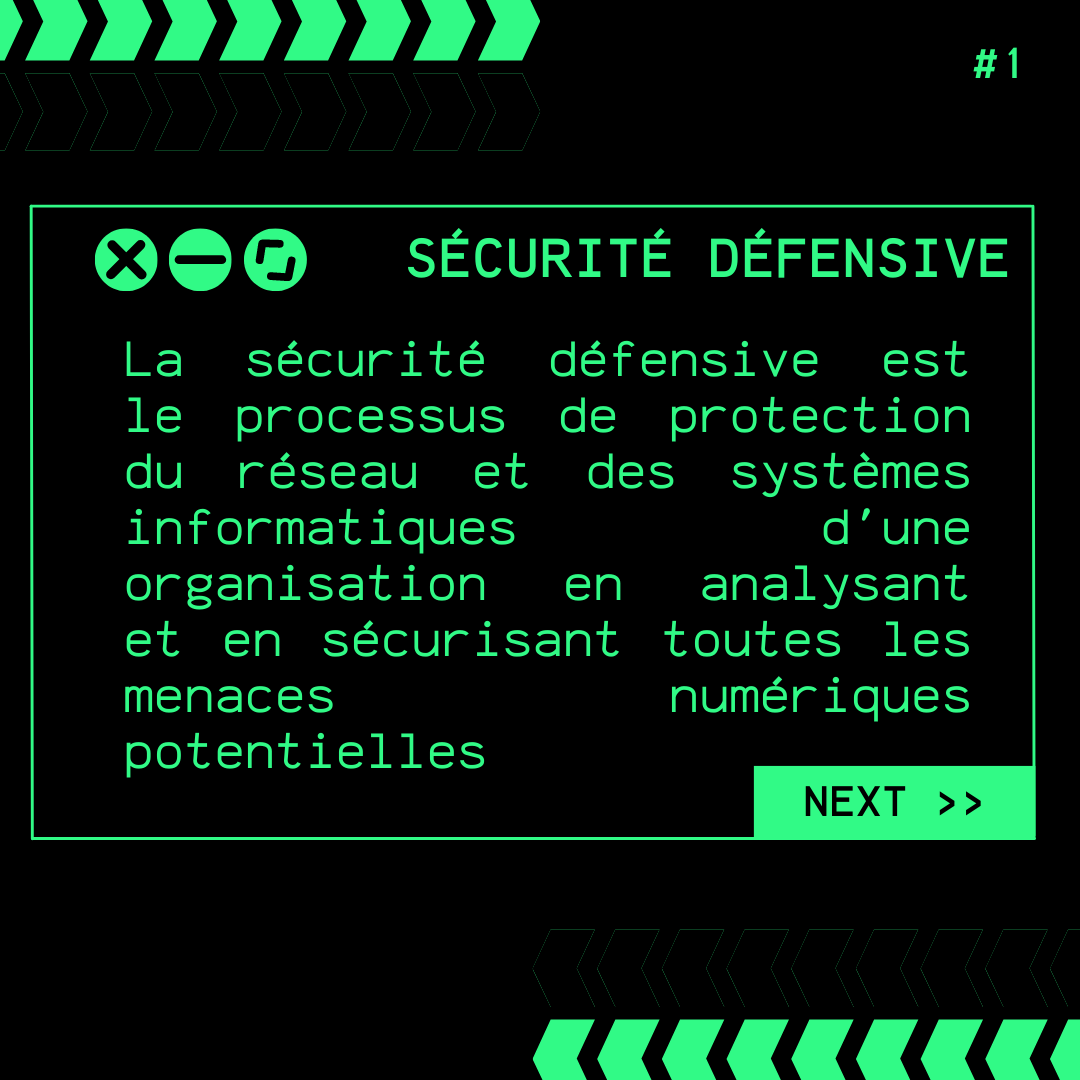 #1
SÉCURITÉ DÉFENSIVE
La sécurité défensive est
le processus de protection
du réseau et des systèmes
informatiques d’une
organisation en analysant
et en sécurisant toutes les
menaces numériques
potentielles
NEXT >>